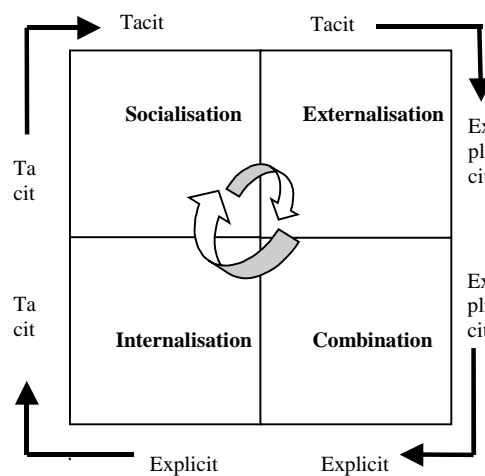 Tacit
Tacit
Socialisation
Externalisation
Ta
cit
Ex
pli
cit
Ta
cit
Ex
pli
cit
Internalisation
Combination
Explicit
Explicit